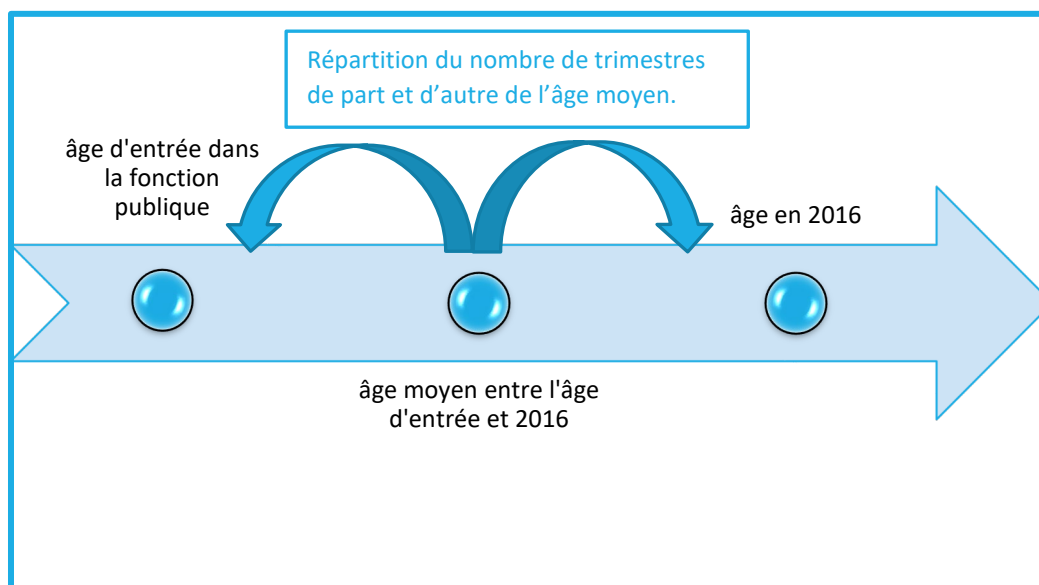 Répartition du nombre de trimestres
de part et d’autre de l’âge moyen.
âge d'entrée dans
la fonction
publique
âge en 2016
âge moyen entre l'âge
d'entrée et 2016